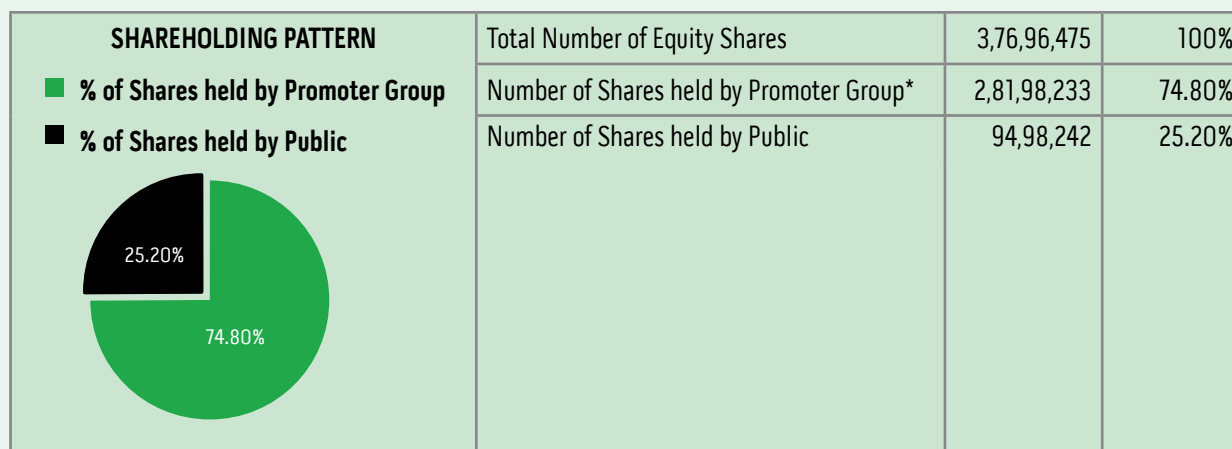 SHAREHOLDING PATTERN
% of Shares held by Promoter Group
% of Shares held by Public
25.20%
74.80%
Total Number of Equity Shares 3,76,96,475 100%
Number of Shares held by Promoter Group* 2,81,98,233 74.80%
Number of Shares held by Public 94,98,242 25.20%